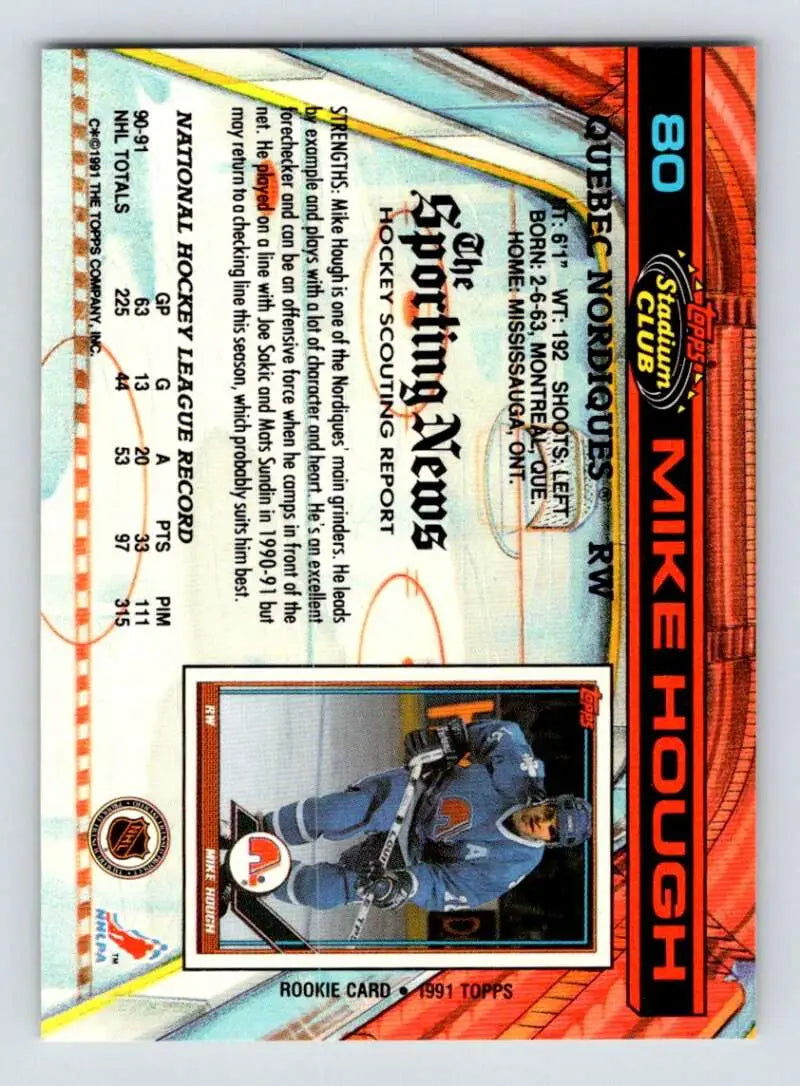 80
TOPPS®
Stadium
CLUB
MIKE HOUGH
QUEBEC NORDIQUES® RW
HT: 6'1" WT: 192 SHOOTS: LEFT
BORN: 2-6-63, MONTREAL, QUE.
HOME: MISSISSAUGA, ONT.
The
Sporting News
HOCKEY SCOUTING REPORT
STRENGTHS: Mike Hough is one of the Nordiques' main grinders. He leads
by example and plays with a lot of character and heart. He's an excellent
forechecker and can be an offensive force when he camps in front of the
net. He played on a line with Joe Sakic and Mats Sundin in 1990-91 but
may return to a checking line this season, which probably suits him best.
NATIONAL HOCKEY LEAGUE RECORD
GP G A PTS PIM
90-91 63 13 20 33 111
NHL TOTALS 225 44 53 97 315
C*©1991 THE TOPPS COMPANY, INC.
TOPPS
A
RW
MIKE HOUGH
ROOKIE CARD • 1991 TOPPS
NHL
NHLPA
TM